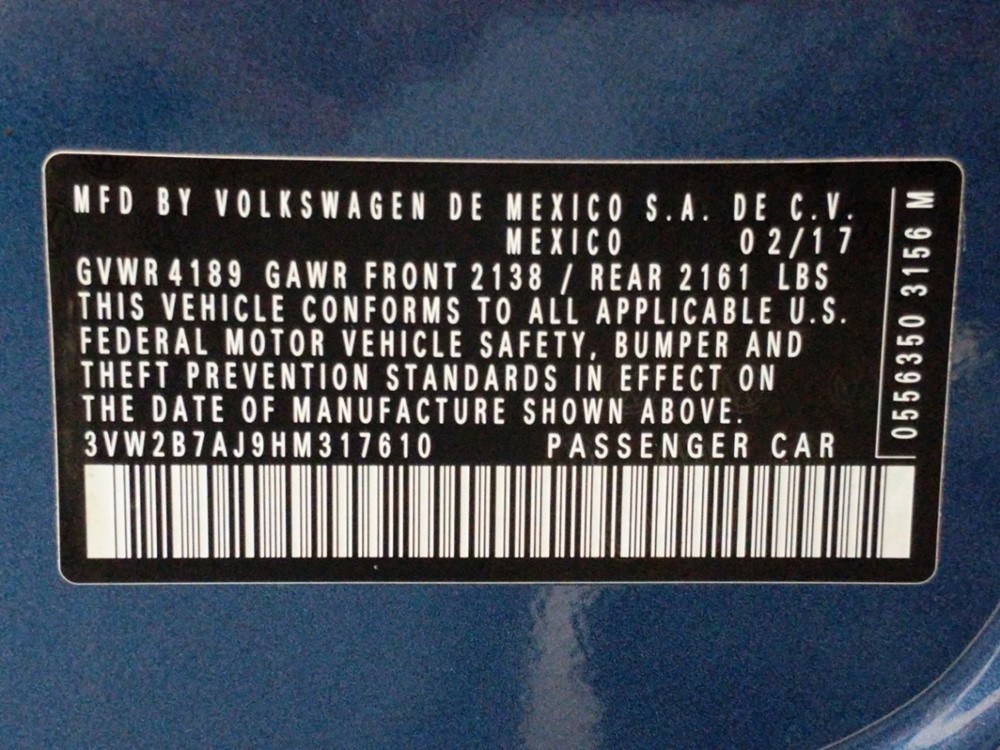 MFD BY VOLKSWAGEN DE MEXICO S.A. DE C.V.
MEXICO 02/17
GVWR 4189 GAWR FRONT 2138 / REAR 2161 LBS
THIS VEHICLE CONFORMS TO ALL APPLICABLE U.S.
FEDERAL MOTOR VEHICLE SAFETY, BUMPER AND
THEFT PREVENTION STANDARDS IN EFFECT ON
THE DATE OF MANUFACTURE SHOWN ABOVE.
3VW2B7AJ9HM317610 PASSENGER CAR
0556350 3156 M